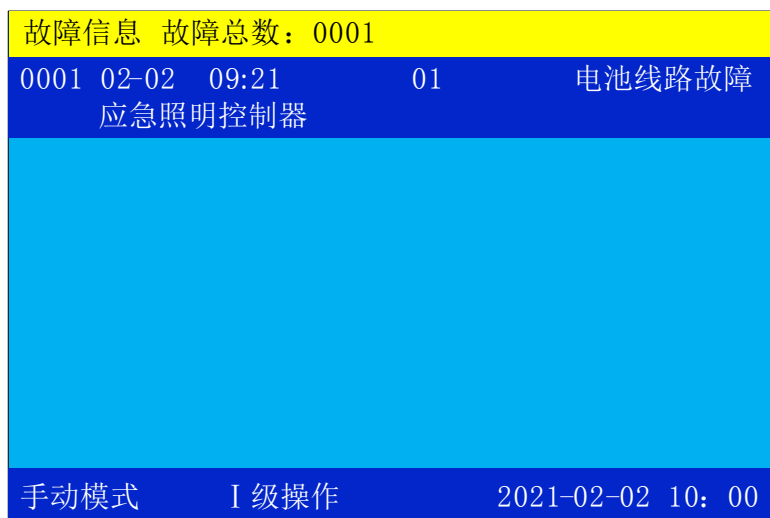 故障信息 故障总数：0001
0001 02-02 09:21 01 电池线路故障
应急照明控制器
手动模式 Ⅰ级操作 2021-02-02 10：00